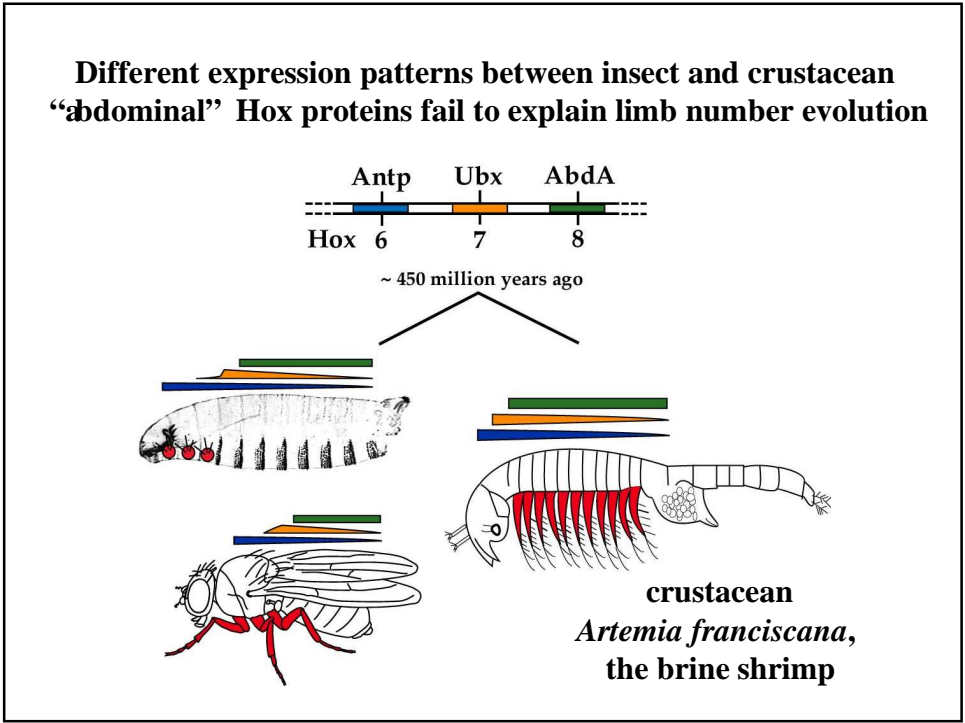 Different expression patterns between insect and crustacean
“abdominal” Hox proteins fail to explain limb number evolution
Antp Ubx AbdA
Hox 6 7 8
~ 450 million years ago
crustacean
Artemia franciscana,
the brine shrimp